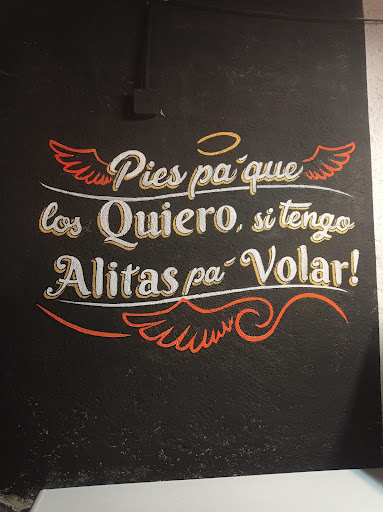 Pies pa´que
los Quiero, si tengo
Alitas pa´ Volar!